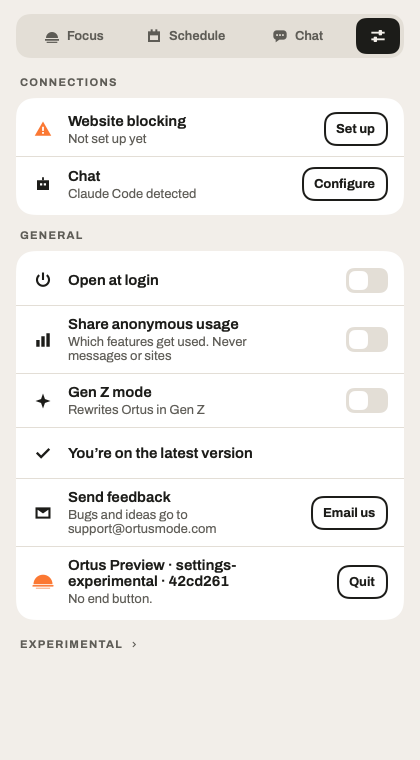 Focus
Schedule
Chat
CONNECTIONS
Website blocking
Not set up yet
Set up
Chat
Claude Code detected
Configure
GENERAL
Open at login
Share anonymous usage
Which features get used. Never
messages or sites
Gen Z mode
Rewrites Ortus in Gen Z
You’re on the latest version
Send feedback
Bugs and ideas go to
support@ortusmode.com
Email us
Ortus Preview · settings-
experimental · 42cd261
No end button.
Quit
EXPERIMENTAL